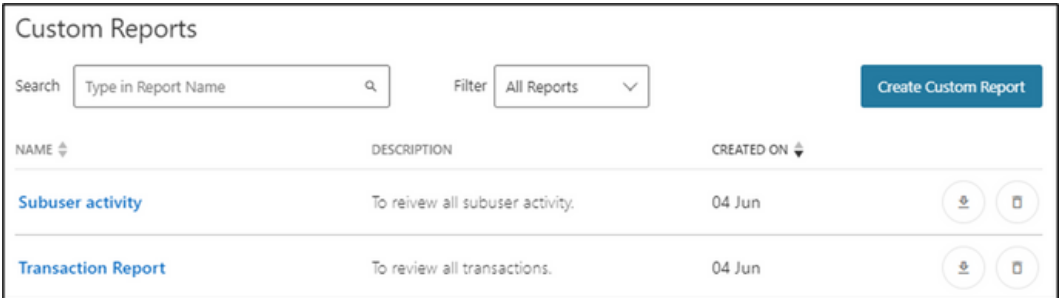 Custom Reports
Search Type in Report Name Filter All Reports Create Custom Report
NAME DESCRIPTION CREATED ON
Subuser activity To reivew all subuser activity. 04 Jun
Transaction Report To review all transactions. 04 Jun